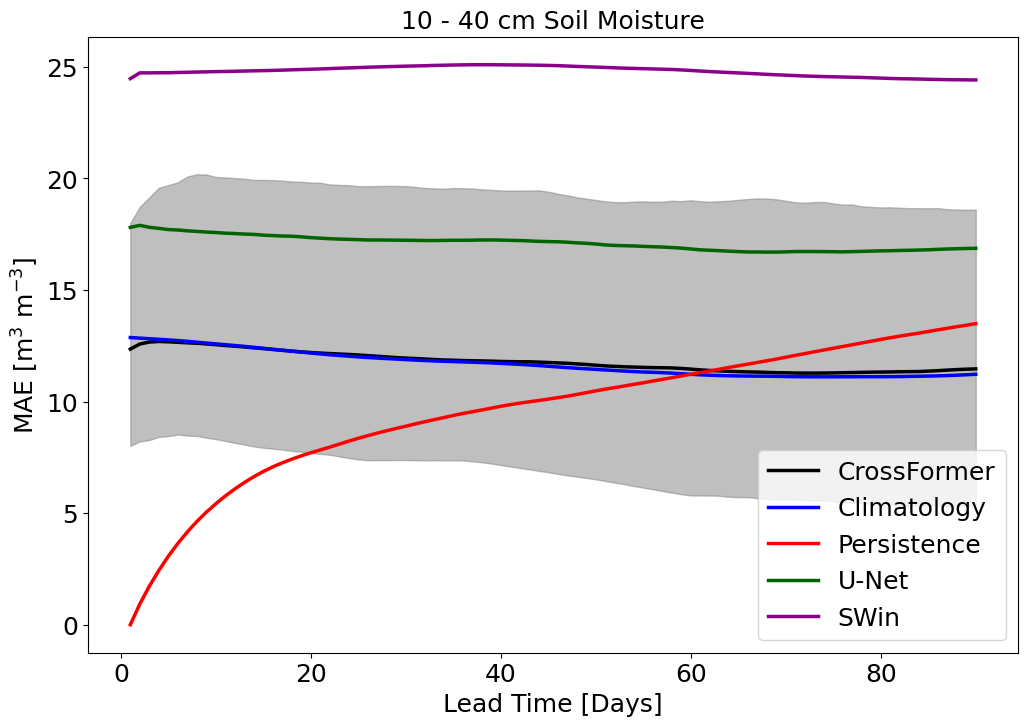 10 - 40 cm Soil Moisture
MAE [m³ m⁻³]
25
20
15
10
5
0
0 20 40 60 80
Lead Time [Days]
CrossFormer
Climatology
Persistence
U-Net
SWin